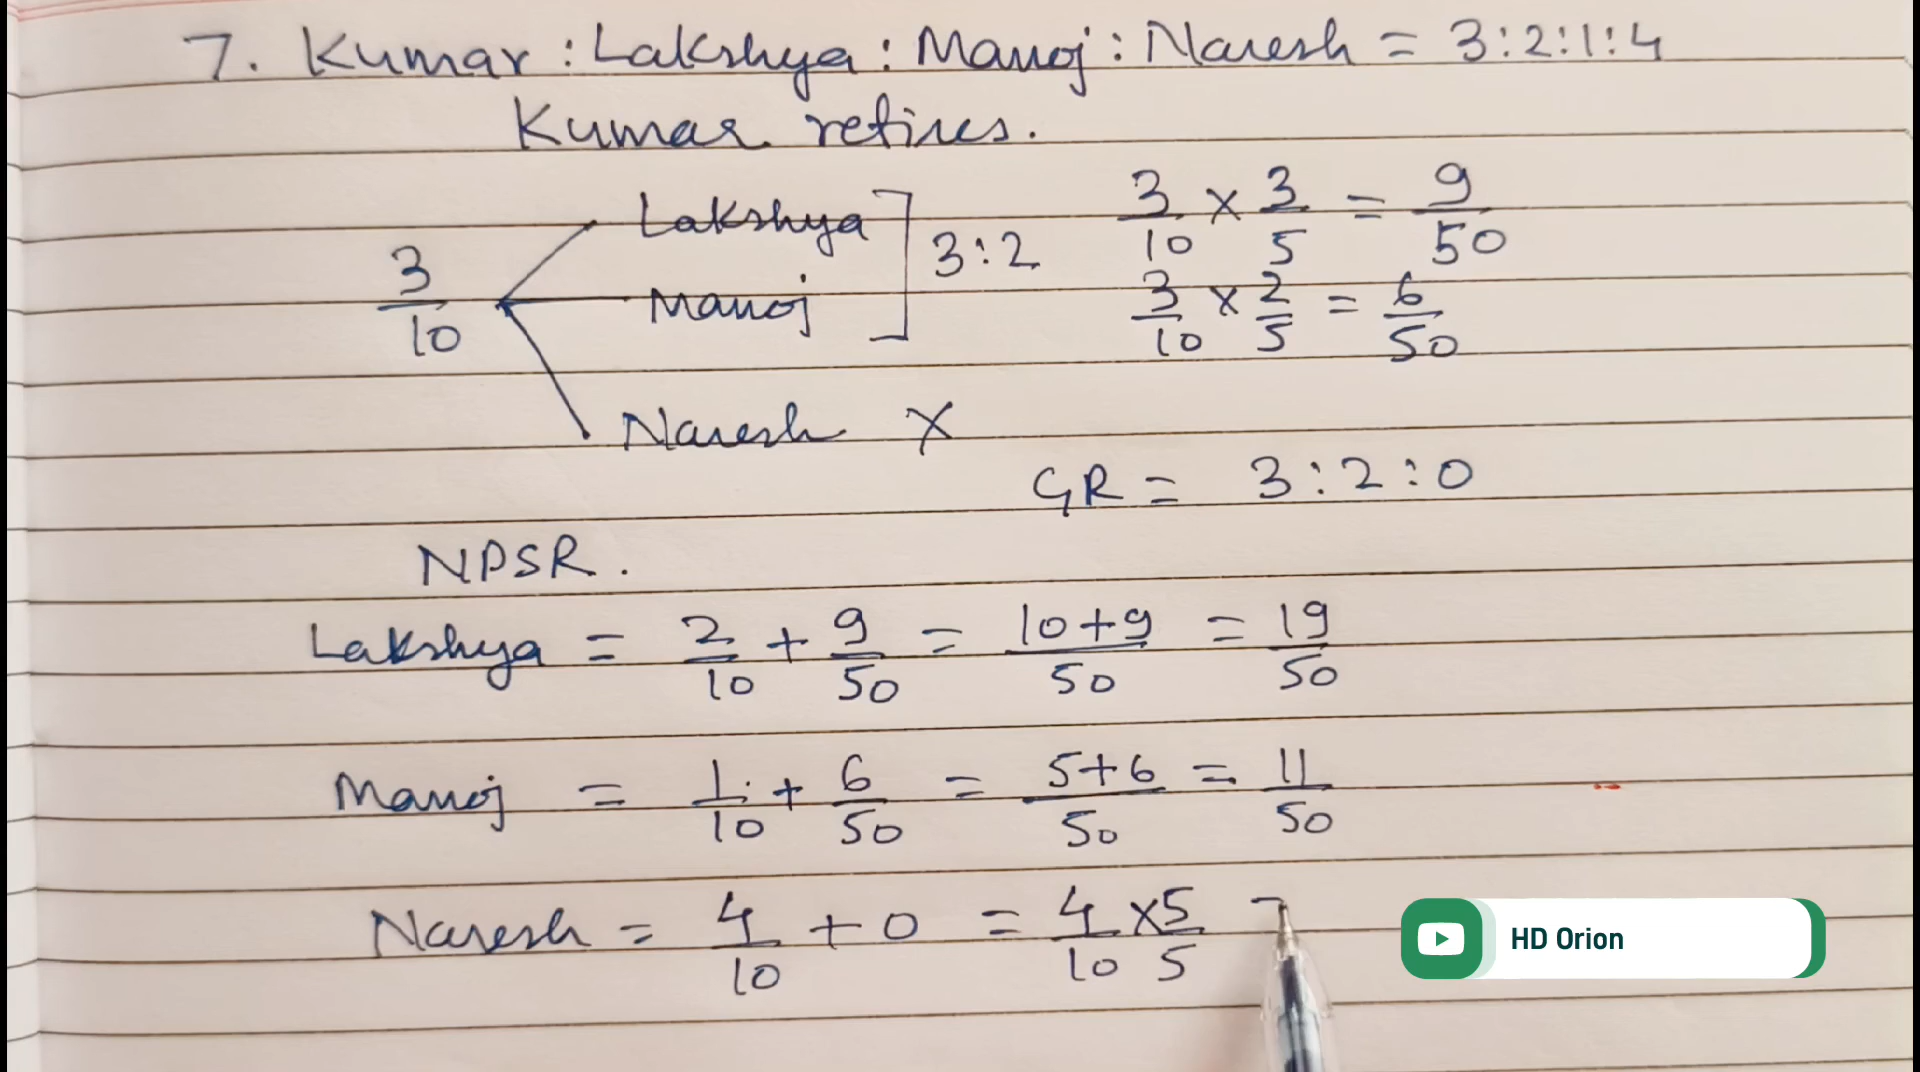 7. Kumar : Lakshya : Manoj : Naresh = 3:2:1:4
Kumar retires.
3/10
Lakshya
Manoj
3:2
Naresh X
3/10 × 3/5 = 9/50
3/10 × 2/5 = 6/50
GR = 3:2:0
NPSR.
Lakshya = 2/10 + 9/50 = 10+9/50 = 19/50
Manoj = 1/10 + 6/50 = 5+6/50 = 11/50
Naresh = 4/10 + 0 = 4/10 × 5/5 =
HD Orion